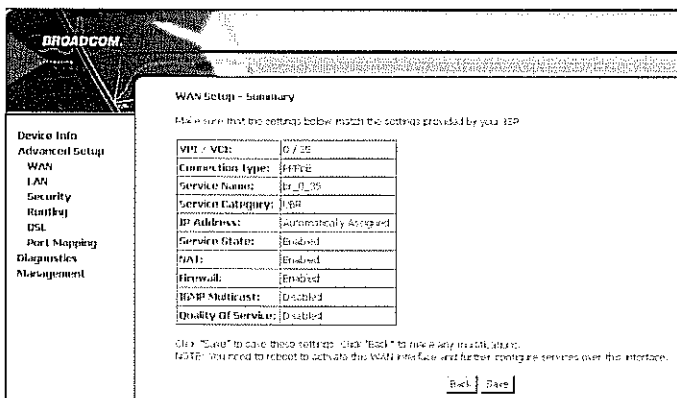 BROADCOM.
WAN Setup - Summary
Make sure that the settings below match the settings provided by your ISP.
Device Info
Advanced Setup
WAN
LAN
Security
Routing
DSL
Port Mapping
Diagnostics
Management
VPI / VCI: 0 / 35
Connection Type: PPPoE
Service Name: br_0_35
Service Category: UBR
IP Address: Automatically Assigned
Service State: Enabled
NAT: Enabled
Firewall: Enabled
IGMP Multicast: Disabled
Quality Of Service: Disabled
Click "Save" to save these settings. Click "Back" to make any modifications.
NOTE: You need to reboot to activate this WAN interface and further configure services over this interface.
Back Save